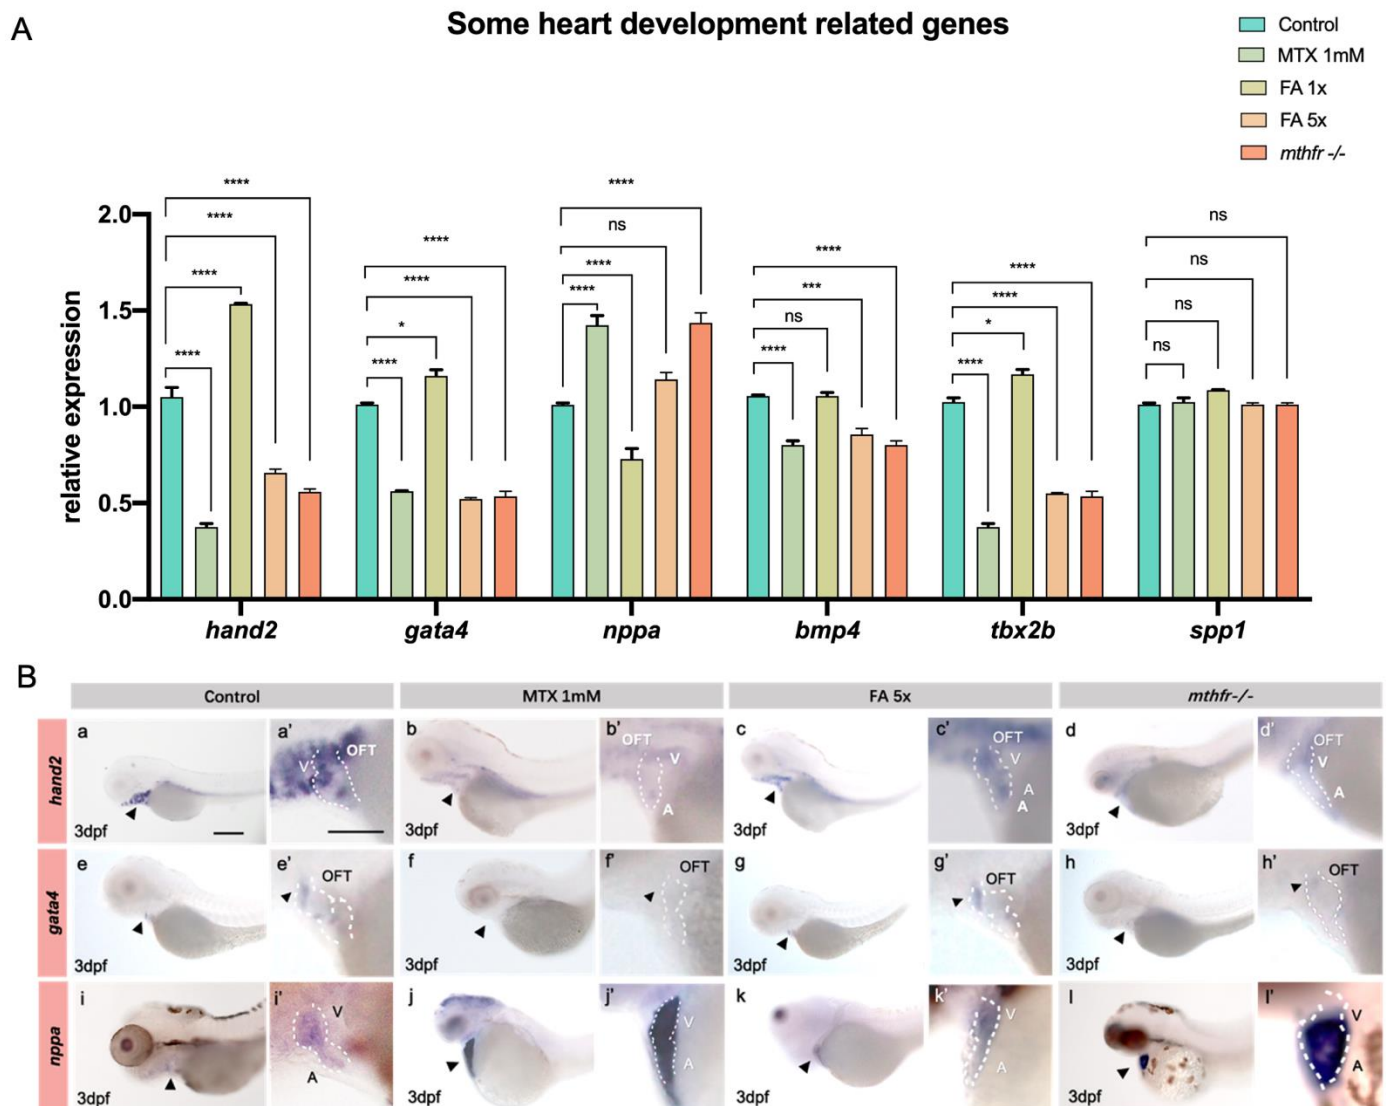 A
Some heart development related genes
Control
MTX 1mM
FA 1x
FA 5x
mthfr -/-
relative expression
2.0
1.5
1.0
0.5
0.0
**** **** **** ****
**** * **** ****
**** **** ns ****
**** ns *** ****
**** * **** ****
ns ns ns ns
hand2 gata4 nppa bmp4 tbx2b spp1
B
Control MTX 1mM FA 5x mthfr-/-
hand2
a 3dpf
a' V OFT
b 3dpf
b' OFT V A
c 3dpf
c' OFT V A A
d 3dpf
d' OFT V A
gata4
e 3dpf
e' OFT
f 3dpf
f' OFT
g 3dpf
g' OFT
h 3dpf
h' OFT
nppa
i 3dpf
i' V A
j 3dpf
j' V A
k 3dpf
k' V A
l 3dpf
l' V A